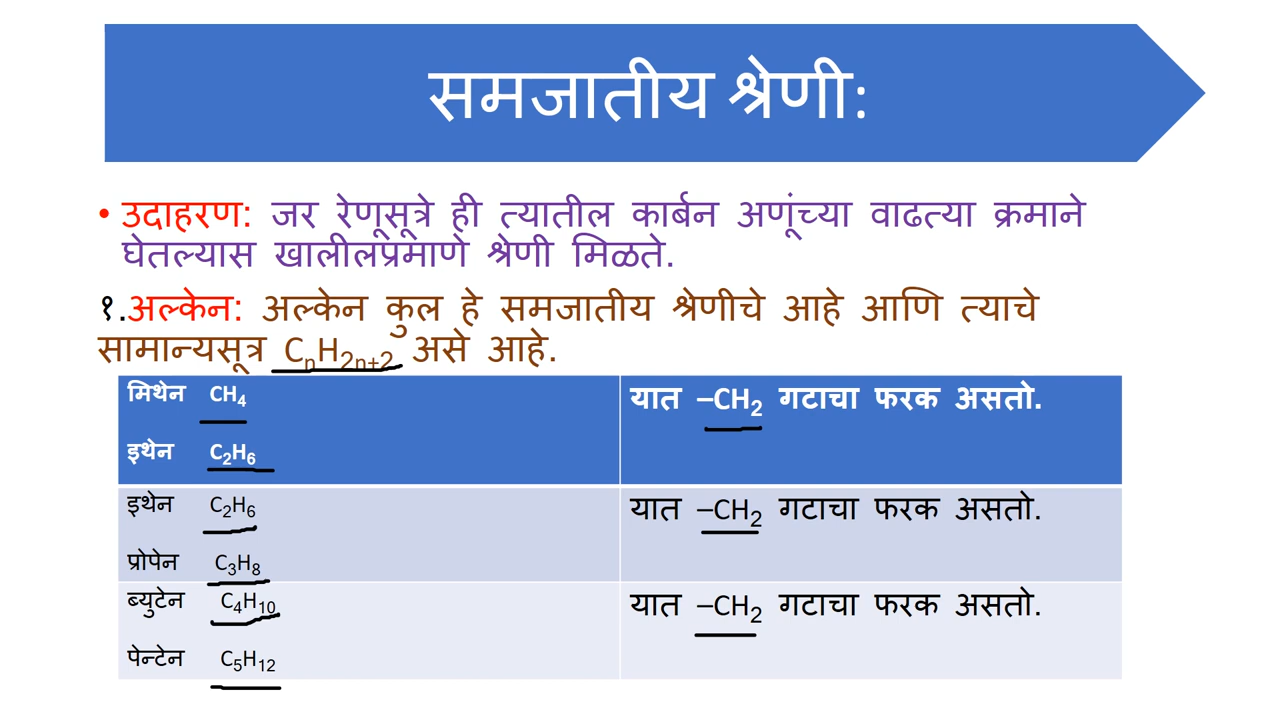 समजातीय श्रेणी:
• उदाहरण: जर रेणूसूत्रे ही त्यातील कार्बन अणूंच्या वाढत्या क्रमाने
घेतल्यास खालीलप्रमाणे श्रेणी मिळते.
१.अल्केन: अल्केन कुल हे समजातीय श्रेणीचे आहे आणि त्याचे
सामान्यसूत्र CnH2n+2 असे आहे.
मिथेन CH4
यात –CH2 गटाचा फरक असतो.
इथेन C2H6
इथेन C2H6
यात –CH2 गटाचा फरक असतो.
प्रोपेन C3H8
ब्युटेन C4H10
यात –CH2 गटाचा फरक असतो.
पेन्टेन C5H12